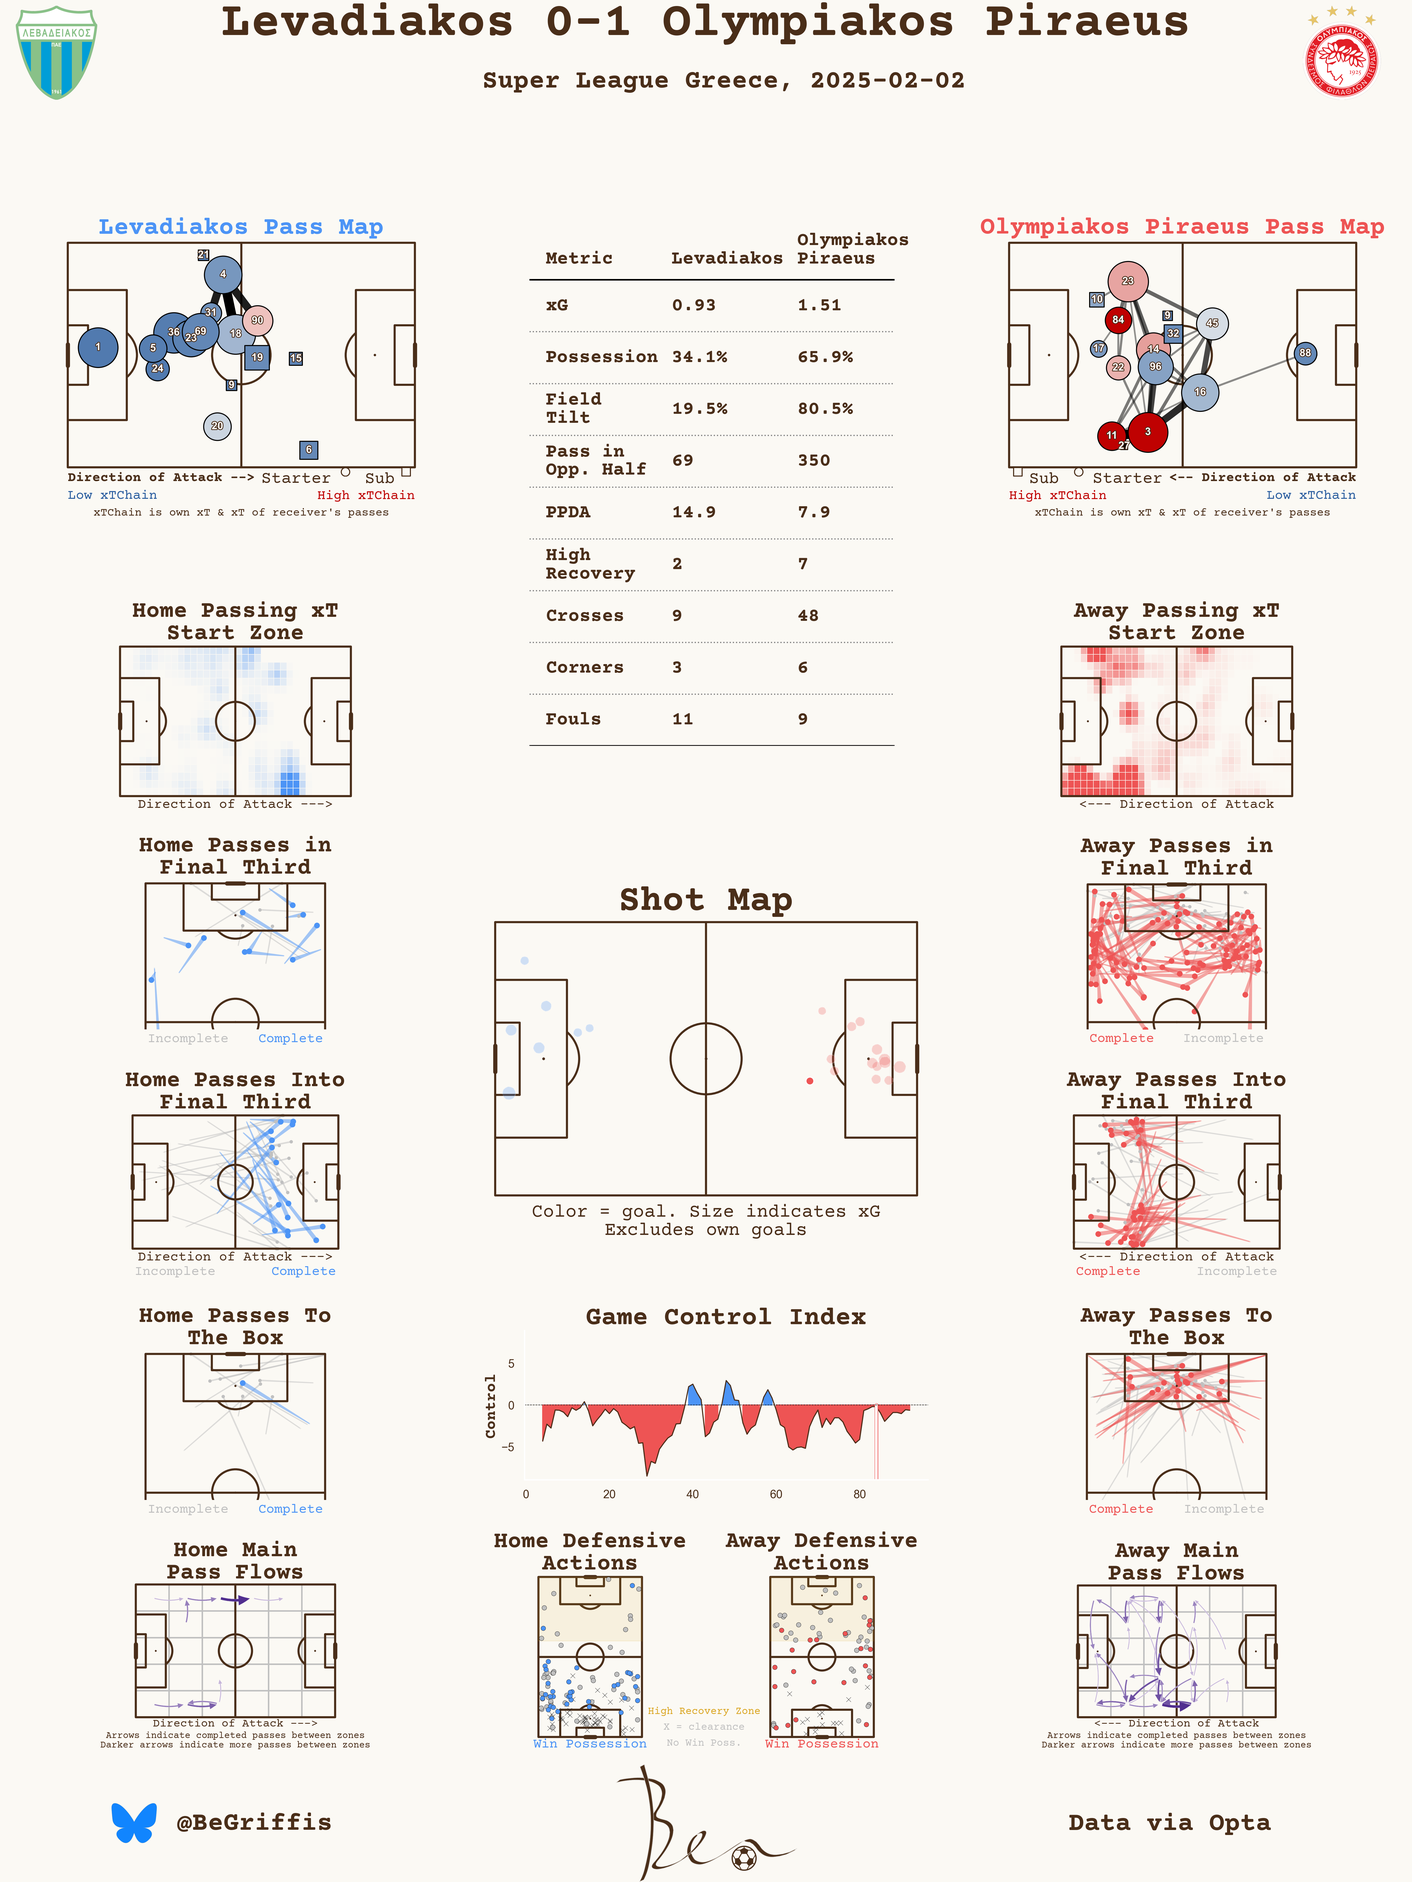 Levadiakos 0-1 Olympiakos Piraeus
Super League Greece, 2025-02-02
ΛΕΒΑΔΕΙΑΚΟΣ
ΠΑΕ
1961
ΟΛΥΜΠΙΑΚΟΣ
1925
Levadiakos Pass Map
21
4
31
90
36
69
18
23
1
5
19
15
24
9
20
6
Direction of Attack --> Starter Sub
Low xTChain High xTChain
xTChain is own xT & xT of receiver's passes
Metric Levadiakos Olympiakos Piraeus
xG 0.93 1.51
Possession 34.1% 65.9%
Field Tilt 19.5% 80.5%
Pass in Opp. Half 69 350
PPDA 14.9 7.9
High Recovery 2 7
Crosses 9 48
Corners 3 6
Fouls 11 9
Olympiakos Piraeus Pass Map
23
10
84
9
45
32
17
14
88
22
96
16
11
3
27
Sub Starter <-- Direction of Attack
High xTChain Low xTChain
xTChain is own xT & xT of receiver's passes
Home Passing xT
Start Zone
Direction of Attack --->
Away Passing xT
Start Zone
<--- Direction of Attack
Home Passes in
Final Third
Incomplete Complete
Away Passes in
Final Third
Complete Incomplete
Shot Map
Color = goal. Size indicates xG
Excludes own goals
Home Passes Into
Final Third
Direction of Attack --->
Incomplete Complete
Away Passes Into
Final Third
<--- Direction of Attack
Complete Incomplete
Home Passes To
The Box
Incomplete Complete
Game Control Index
Control
5
0
−5
0 20 40 60 80
Away Passes To
The Box
Complete Incomplete
Home Main
Pass Flows
Direction of Attack --->
Arrows indicate completed passes between zones
Darker arrows indicate more passes between zones
Home Defensive
Actions
Win Possession
High Recovery Zone
X = clearance
No Win Poss.
Away Defensive
Actions
Win Possession
Away Main
Pass Flows
<--- Direction of Attack
Arrows indicate completed passes between zones
Darker arrows indicate more passes between zones
@BeGriffis
Ben
Data via Opta